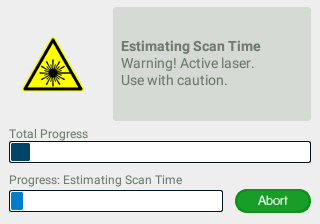 Estimating Scan Time
Warning! Active laser.
Use with caution.
Total Progress
Progress: Estimating Scan Time
Abort